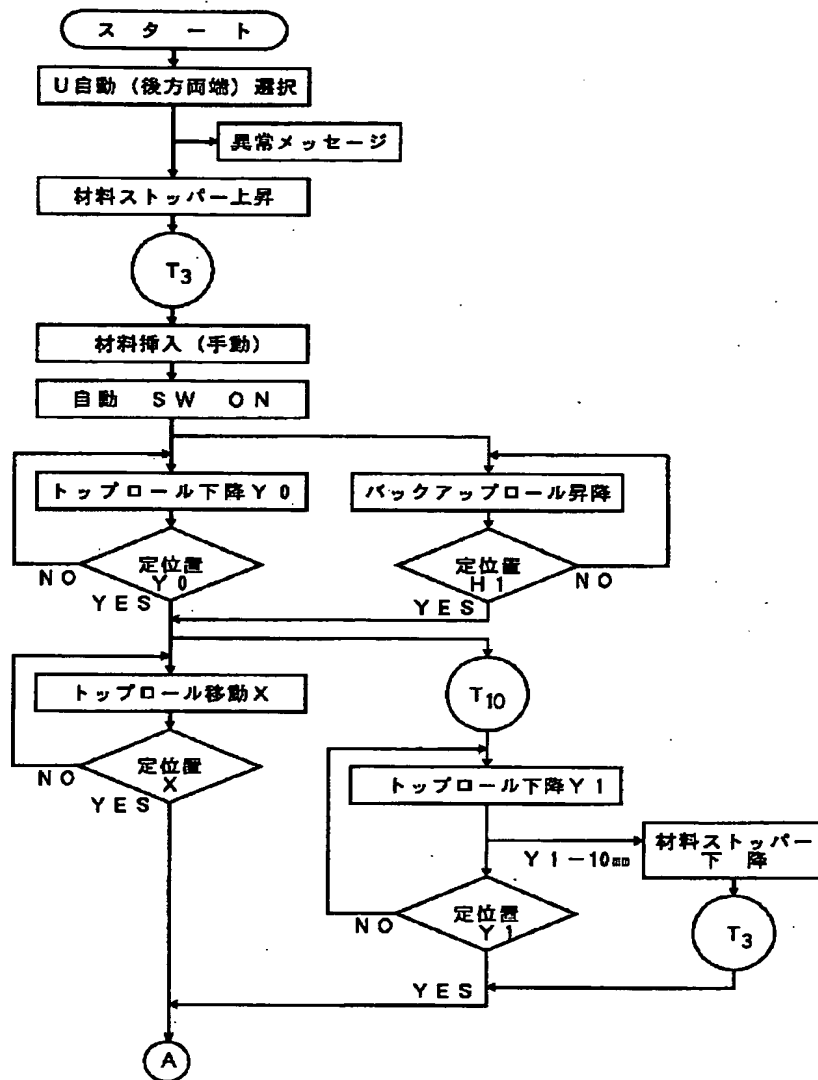 スタート
U自動（後方両端）選択
異常メッセージ
材料ストッパー上昇
T3
材料挿入（手動）
自動 SW ON
トップロール下降Y0
バックアップロール昇降
定位置
Y0
NO
YES
定位置
H1
NO
YES
トップロール移動X
T10
定位置
X
NO
YES
トップロール下降Y1
Y1－10mm
材料ストッパー
下降
定位置
Y1
NO
YES
T3
A